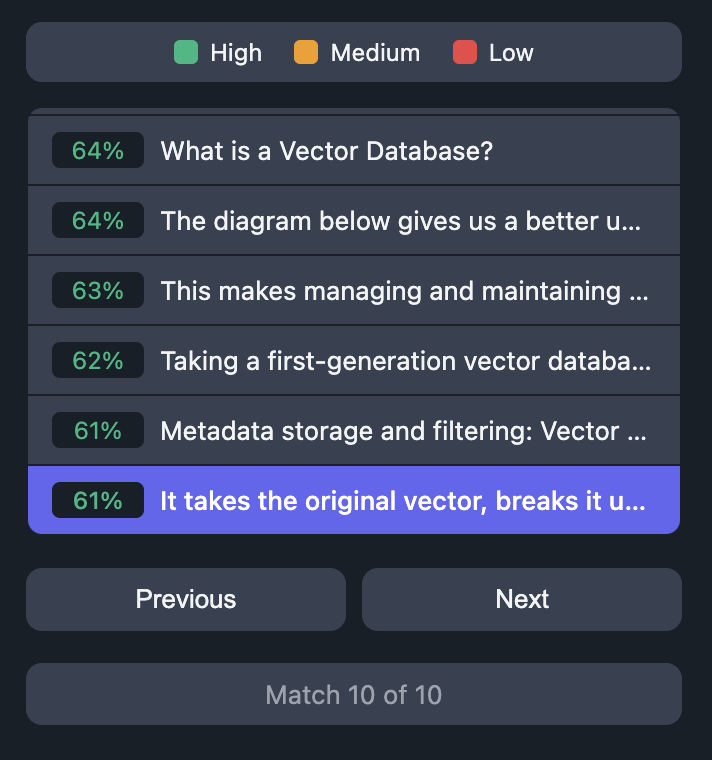 High Medium Low
64% What is a Vector Database?
64% The diagram below gives us a better u...
63% This makes managing and maintaining ...
62% Taking a first-generation vector databa...
61% Metadata storage and filtering: Vector ...
61% It takes the original vector, breaks it u...
Previous Next
Match 10 of 10